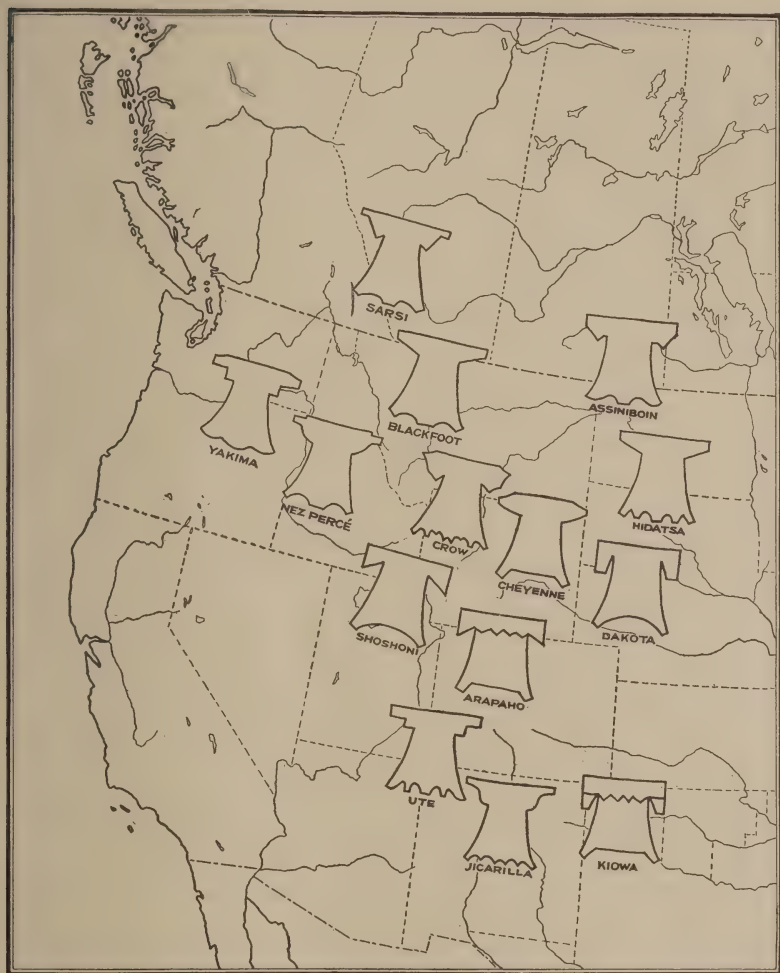 SARSI
ASSINIBOIN
BLACKFOOT
YAKIMA
NEZ PERCÉ
HIDATSA
CROW
CHEYENNE
SHOSHONI
DAKOTA
ARAPAHO
UTE
JICARILLA
KIOWA